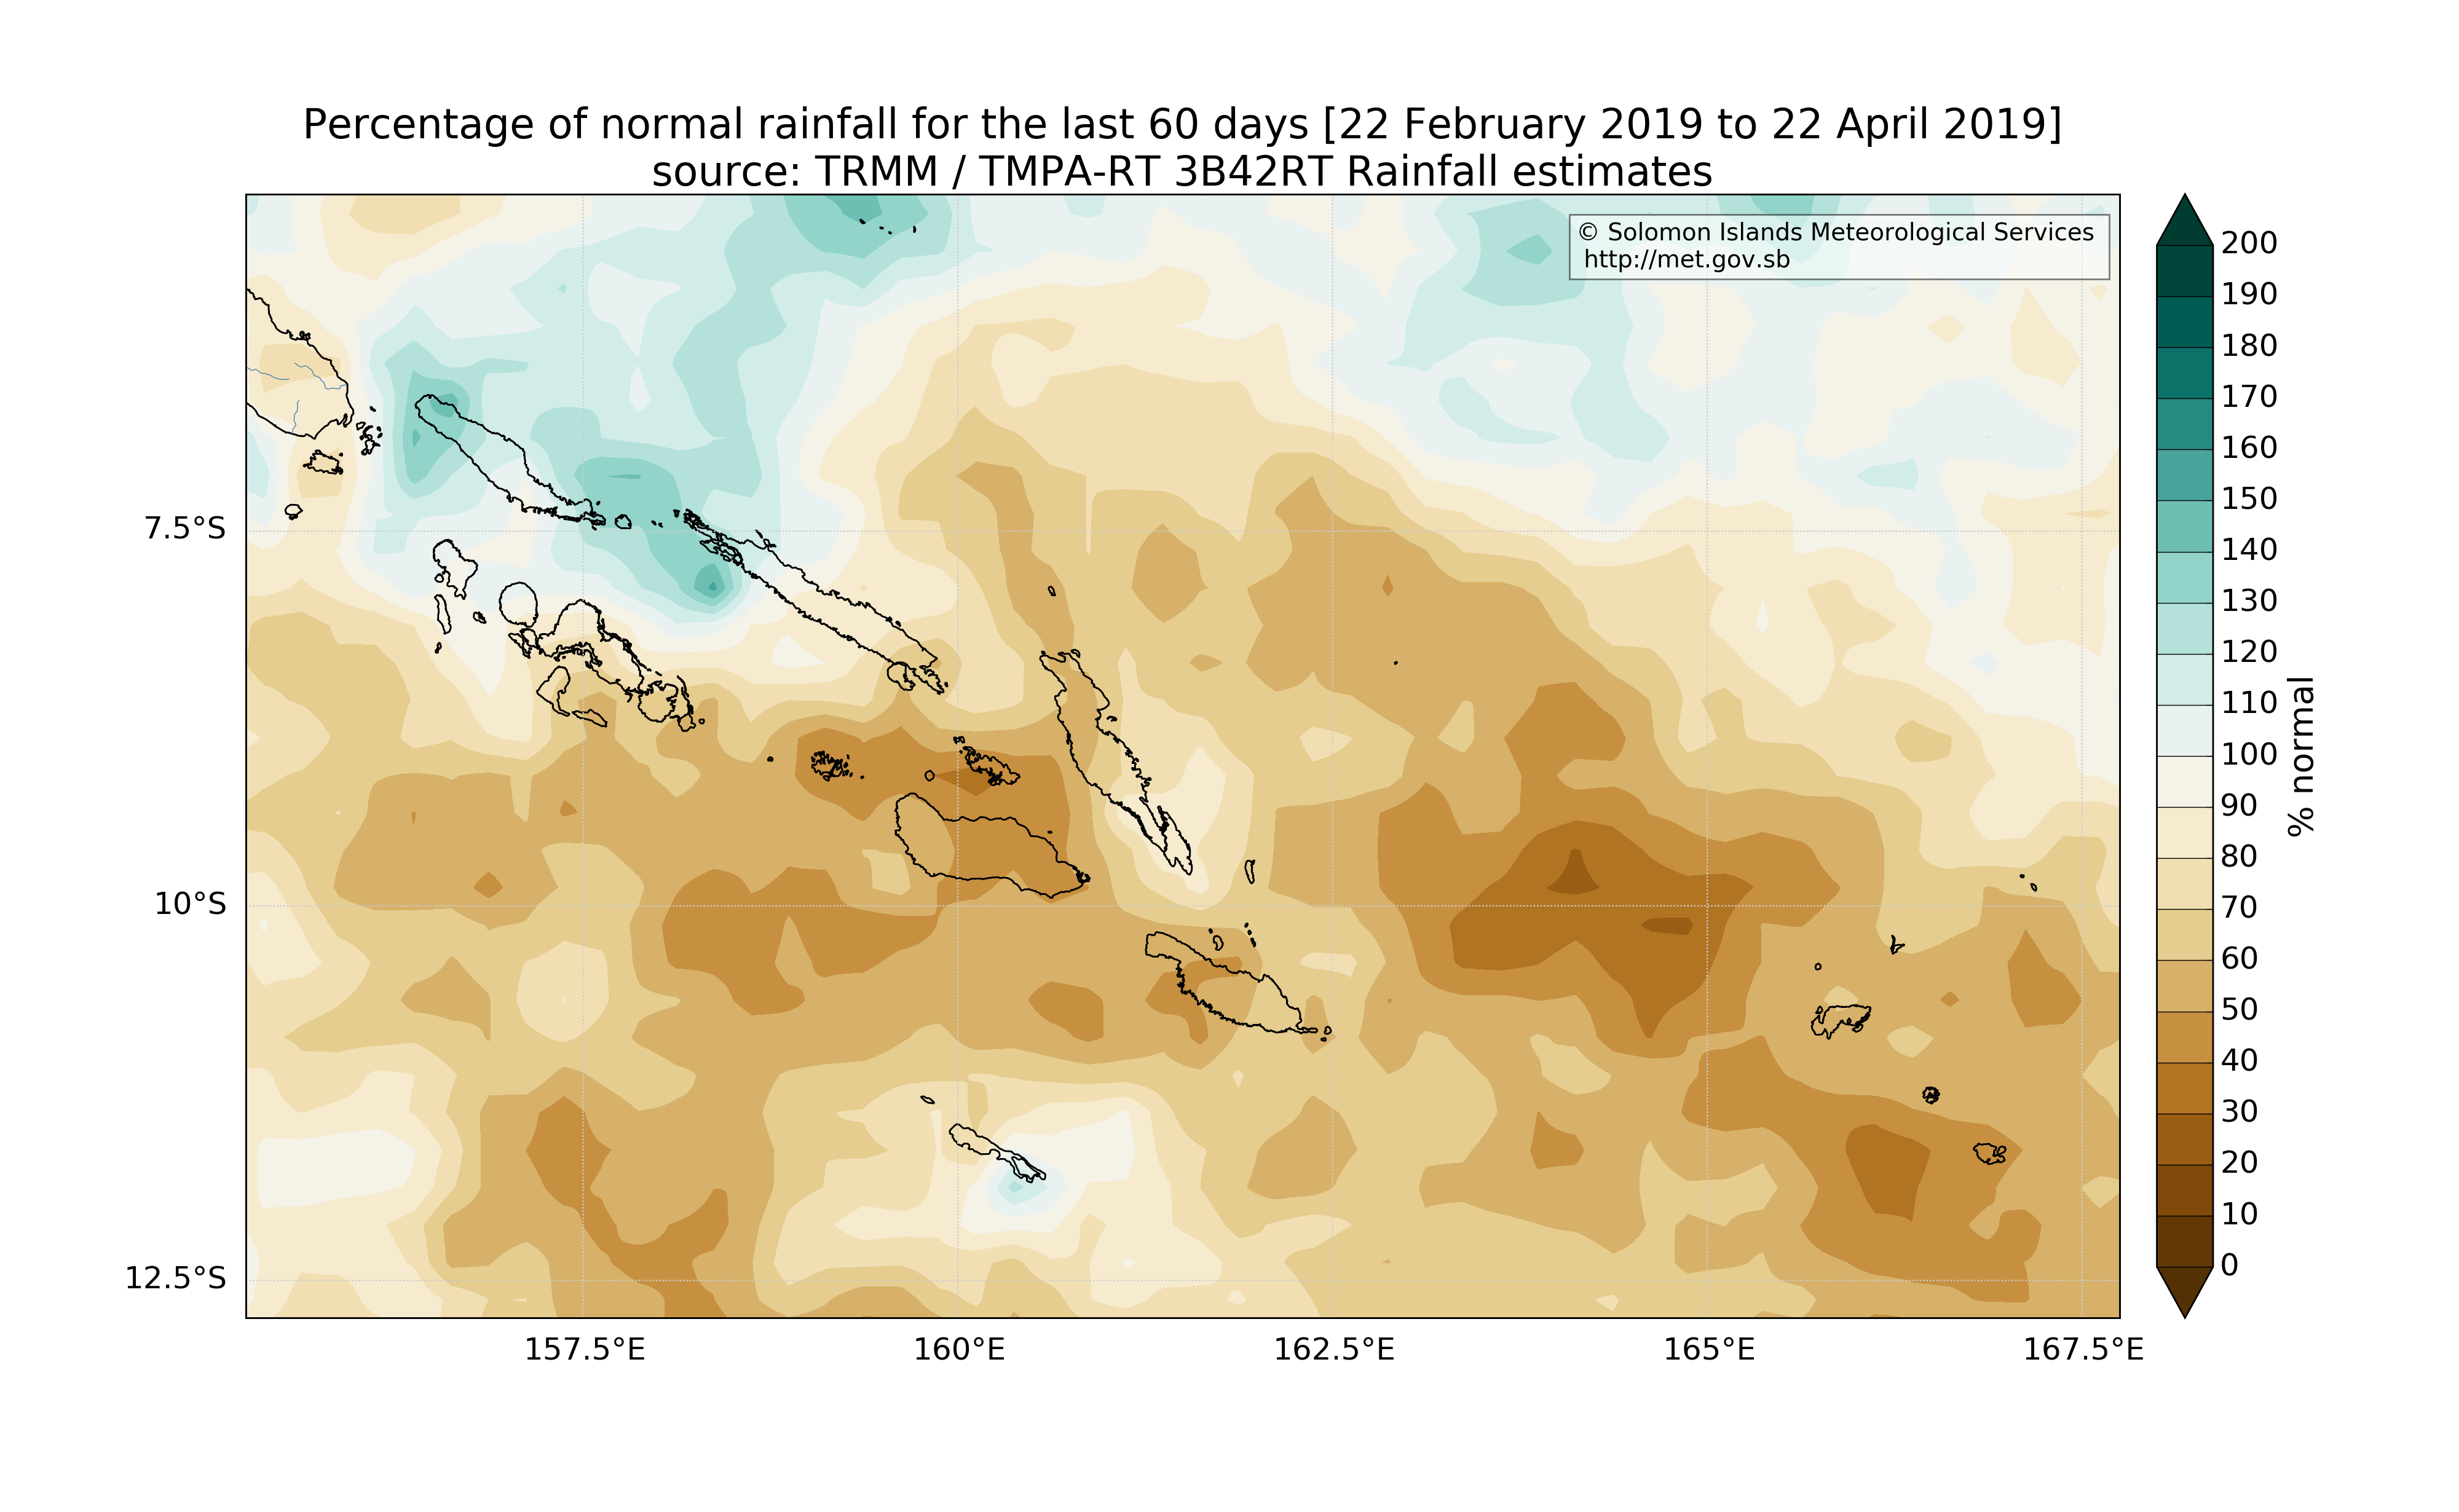 Percentage of normal rainfall for the last 60 days [22 February 2019 to 22 April 2019]
source: TRMM / TMPA-RT 3B42RT Rainfall estimates
© Solomon Islands Meteorological Services
http://met.gov.sb
7.5°S
10°S
12.5°S
157.5°E
160°E
162.5°E
165°E
167.5°E
200
190
180
170
160
150
140
130
120
110
100
90
80
70
60
50
40
30
20
10
0
% normal